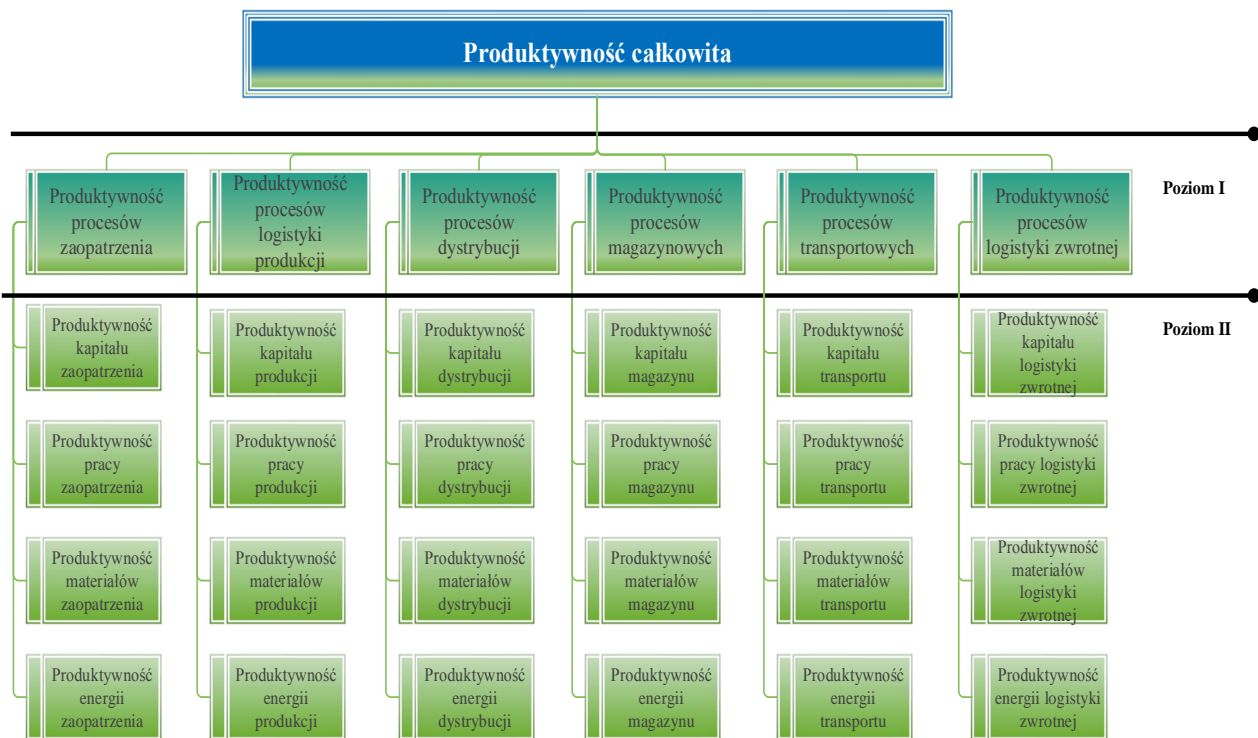 Produktywność całkowita
Poziom I
Produktywność
procesów
zaopatrzenia
Produktywność
procesów
logistyki
produkcji
Produktywność
procesów
dystrybucji
Produktywność
procesów
magazynowych
Produktywność
procesów
transportowych
Produktywność
procesów
logistyki zwrotnej
Poziom II
Produktywność
kapitału
zaopatrzenia
Produktywność
kapitału
produkcji
Produktywność
kapitału
dystrybucji
Produktywność
kapitału
magazynu
Produktywność
kapitału
transportu
Produktywność
kapitału
logistyki
zwrotnej
Produktywność
pracy
zaopatrzenia
Produktywność
pracy
produkcji
Produktywność
pracy
dystrybucji
Produktywność
pracy
magazynu
Produktywność
pracy
transportu
Produktywność
pracy logistyki
zwrotnej
Produktywność
materiałów
zaopatrzenia
Produktywność
materiałów
produkcji
Produktywność
materiałów
dystrybucji
Produktywność
materiałów
magazynu
Produktywność
materiałów
transportu
Produktywność
materiałów
logistyki
zwrotnej
Produktywność
energii
zaopatrzenia
Produktywność
energii
produkcji
Produktywność
energii
dystrybucji
Produktywność
energii
magazynu
Produktywność
energii
transportu
Produktywność
energii logistyki
zwrotnej